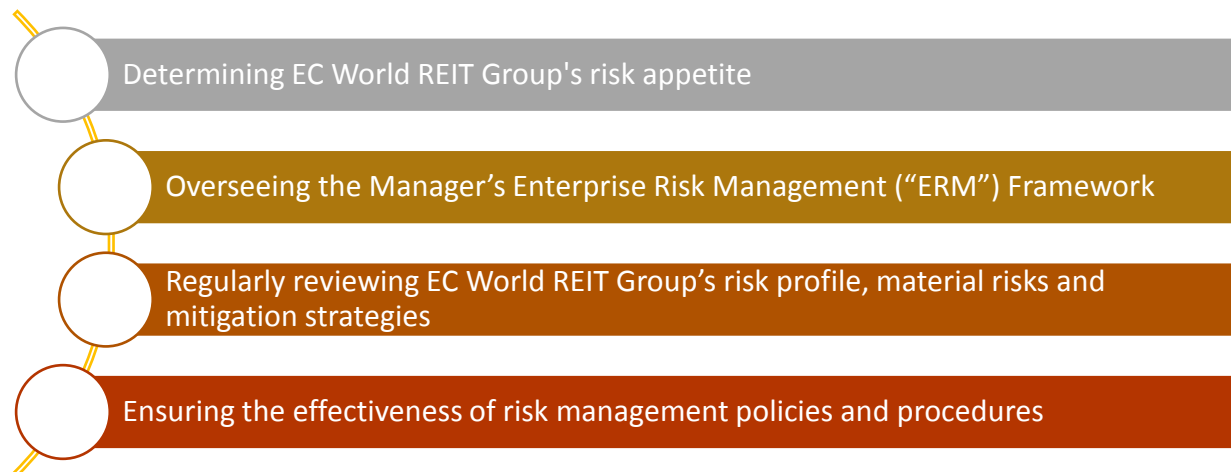 Determining EC World REIT Group's risk appetite
Overseeing the Manager’s Enterprise Risk Management (“ERM”) Framework
Regularly reviewing EC World REIT Group’s risk profile, material risks and
mitigation strategies
Ensuring the effectiveness of risk management policies and procedures